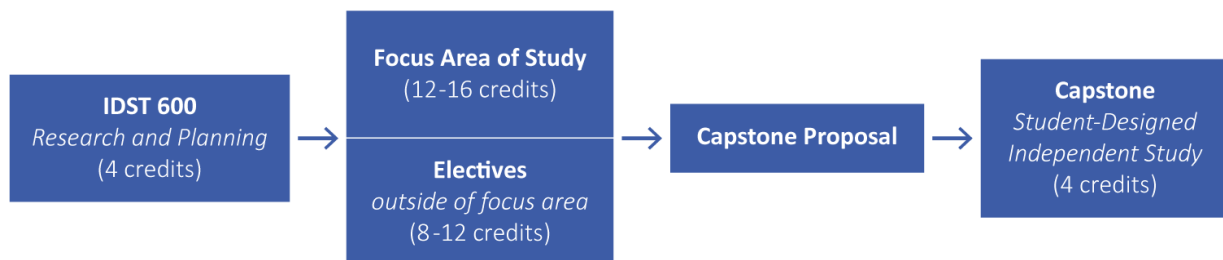 IDST 600
Research and Planning
(4 credits)
Focus Area of Study
(12-16 credits)
Electives
outside of focus area
(8-12 credits)
Capstone Proposal
Capstone
Student-Designed
Independent Study
(4 credits)